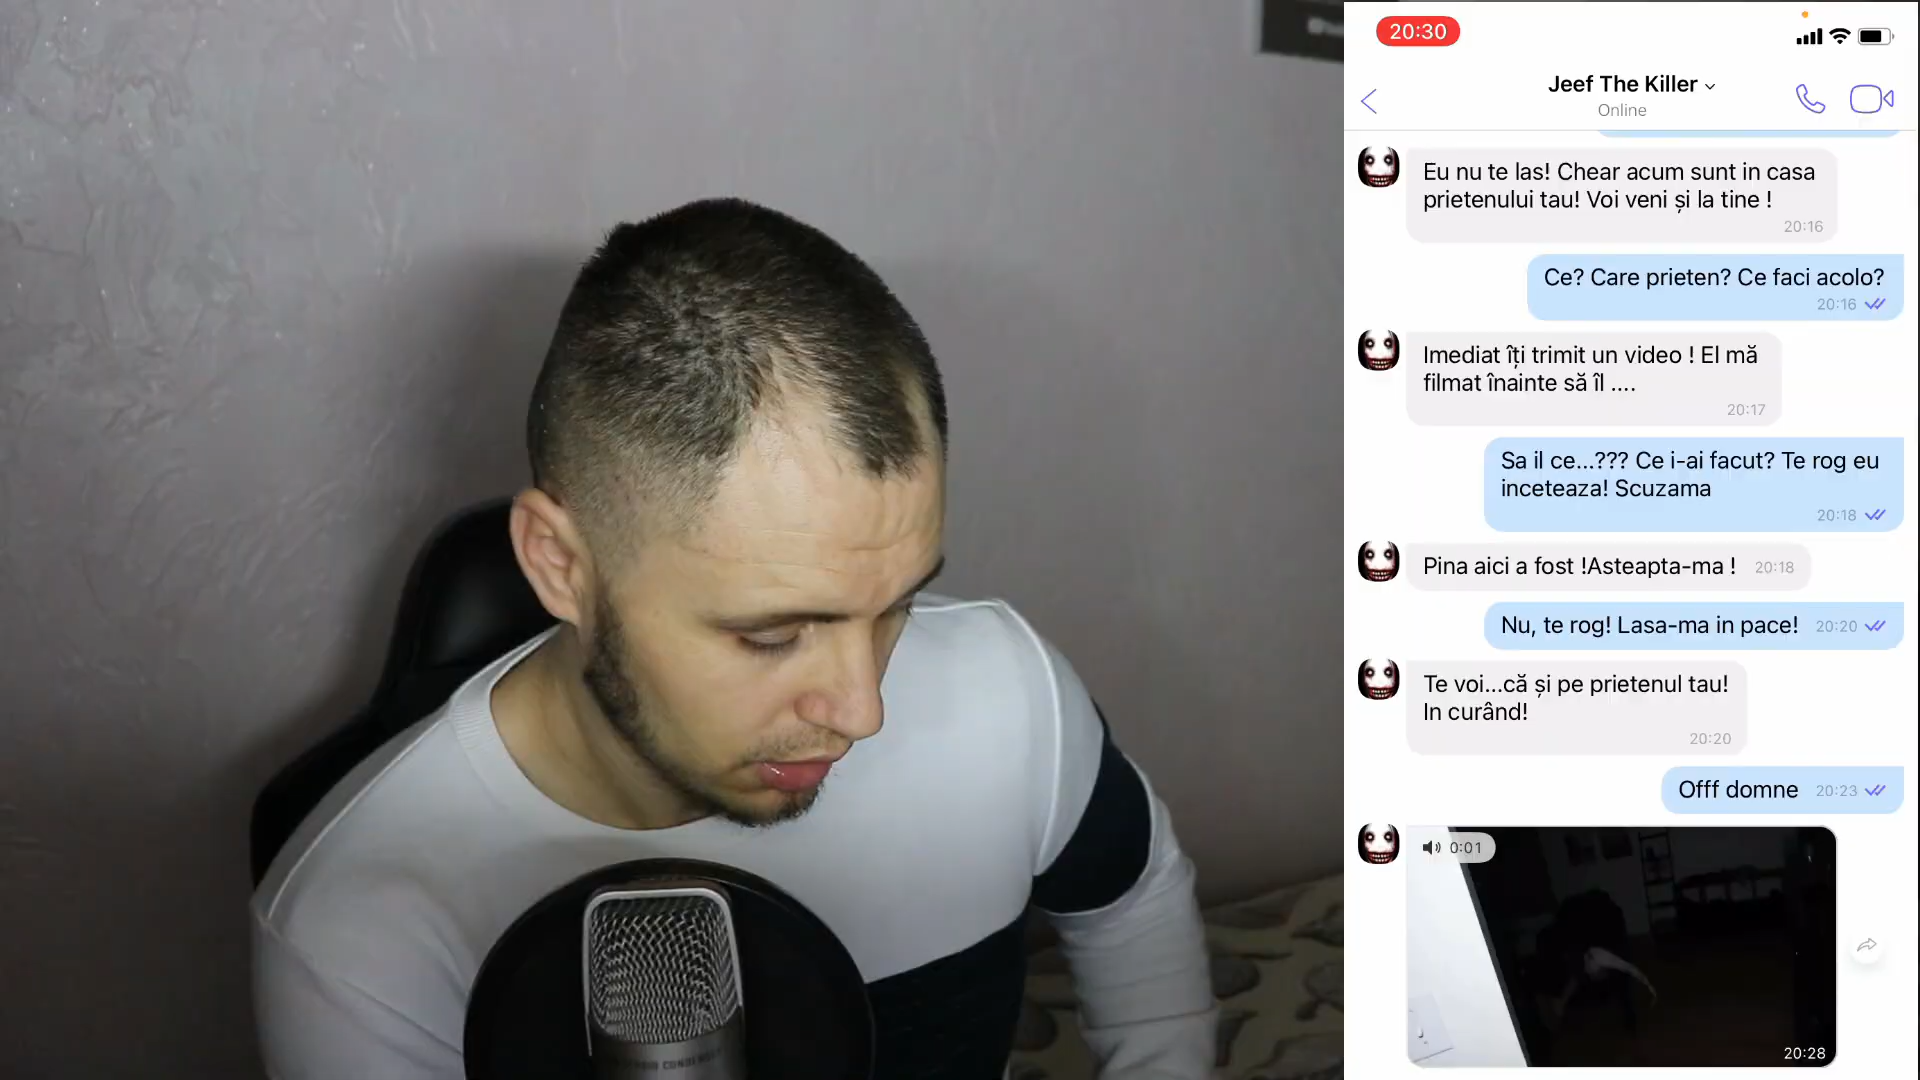 20:30
Jeef The Killer
Online
Eu nu te las! Chear acum sunt in casa
prietenului tau! Voi veni și la tine !
20:16
Ce? Care prieten? Ce faci acolo?
20:16
Imediat îți trimit un video ! El mă
filmat înainte să îl ....
20:17
Sa il ce...??? Ce i-ai facut? Te rog eu
inceteaza! Scuzama
20:18
Pina aici a fost !Asteapta-ma ! 20:18
Nu, te rog! Lasa-ma in pace! 20:20
Te voi...că și pe prietenul tau!
In curând!
20:20
Offf domne 20:23
0:01
20:28